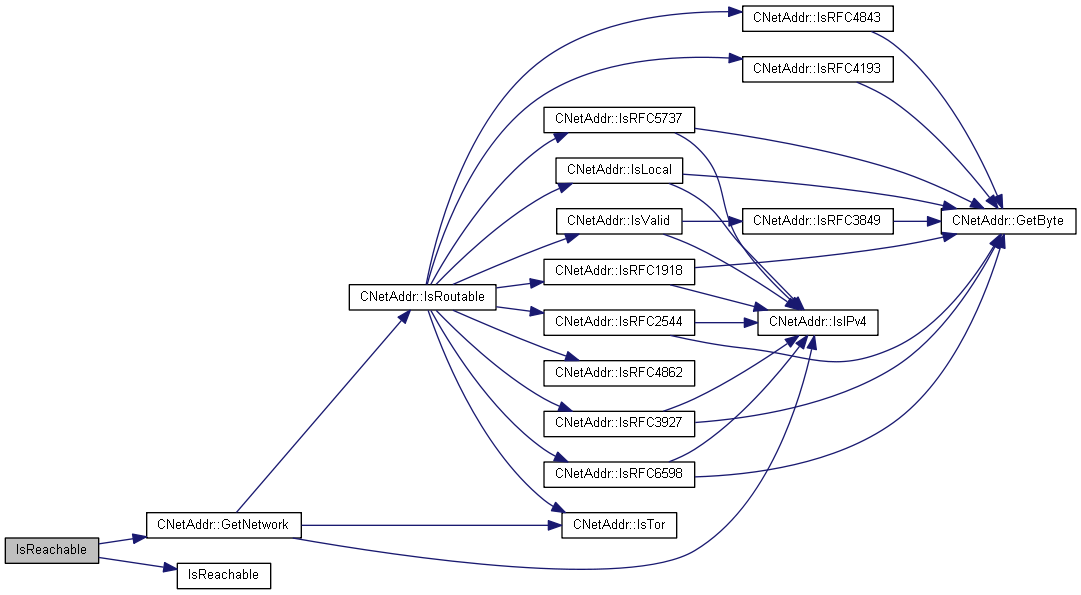 CNetAddr::IsRFC4843
CNetAddr::IsRFC4193
CNetAddr::IsRFC5737
CNetAddr::IsLocal
CNetAddr::IsValid
CNetAddr::IsRFC3849
CNetAddr::GetByte
CNetAddr::IsRFC1918
CNetAddr::IsRoutable
CNetAddr::IsRFC2544
CNetAddr::IsIPv4
CNetAddr::IsRFC4862
CNetAddr::IsRFC3927
CNetAddr::IsRFC6598
CNetAddr::GetNetwork
CNetAddr::IsTor
IsReachable
IsReachable